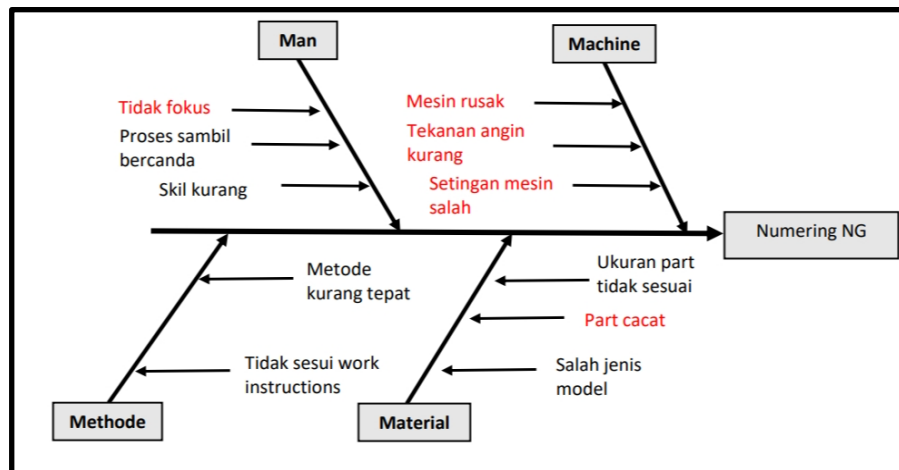 Man
Machine
Tidak fokus
Proses sambil
bercanda
Skil kurang
Mesin rusak
Tekanan angin
kurang
Setingan mesin
salah
Numering NG
Metode
kurang tepat
Tidak sesui work
instructions
Ukuran part
tidak sesuai
Part cacat
Salah jenis
model
Methode
Material